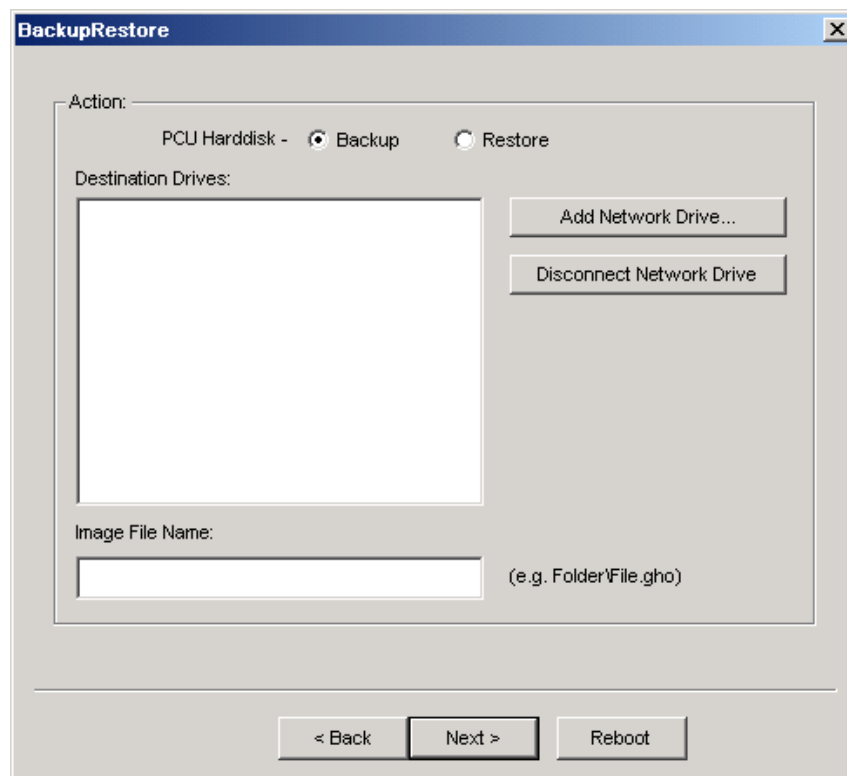 BackupRestore
Action:
PCU Harddisk - Backup Restore
Destination Drives:
Add Network Drive...
Disconnect Network Drive
Image File Name:
(e.g. Folder\File.gho)
< Back Next > Reboot